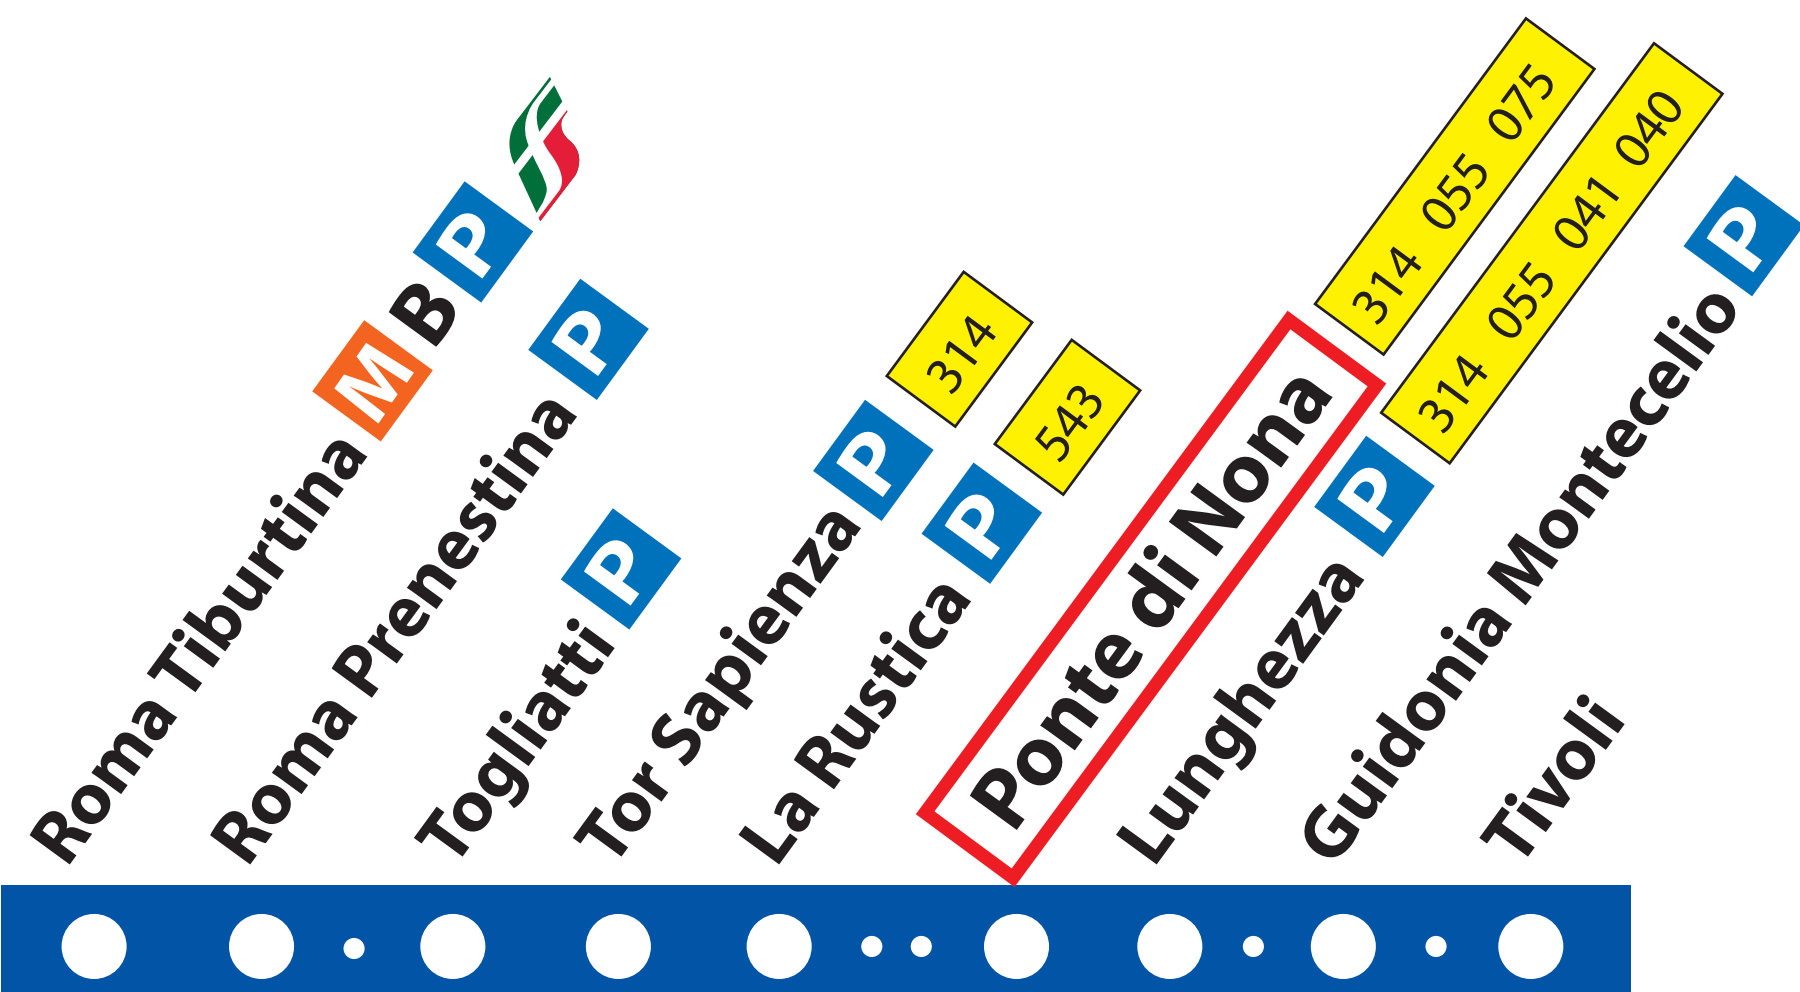 Roma Tiburtina M B P
Roma Prenestina P
Togliatti P
Tor Sapienza P 314
La Rustica P 543
Ponte di Nona 314 055 075
Lunghezza P 314 055 041 040
Guidonia Montecelio P
Tivoli